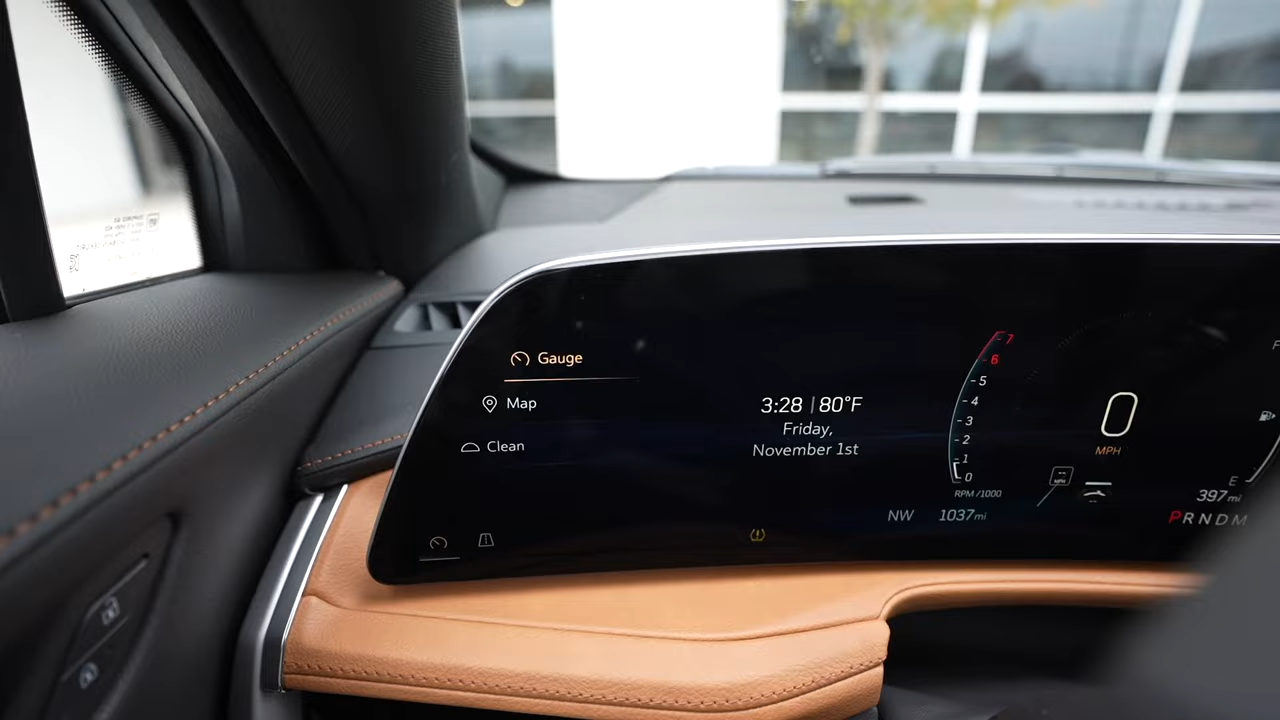 Gauge
Map
Clean
3:28 | 80°F
Friday,
November 1st
7
6
5
4
3
2
1
0
RPM /1000
NW 1037mi
0
MPH
MPH
F
E
397mi
PRNDM